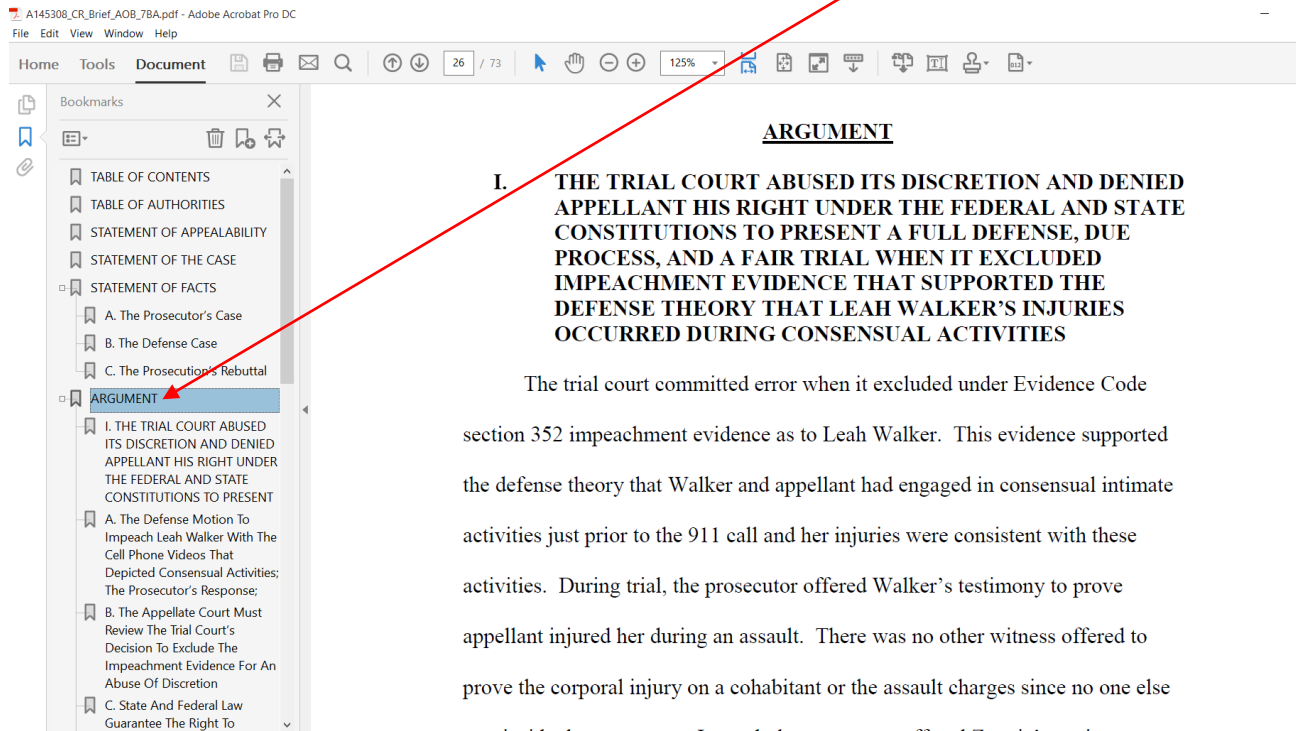 A145308_CR_Brief_AOB_7BA.pdf - Adobe Acrobat Pro DC
File Edit View Window Help
Home Tools Document 26 / 73 125%
Bookmarks
TABLE OF CONTENTS
TABLE OF AUTHORITIES
STATEMENT OF APPEALABILITY
STATEMENT OF THE CASE
STATEMENT OF FACTS
A. The Prosecutor's Case
B. The Defense Case
C. The Prosecution's Rebuttal
ARGUMENT
I. THE TRIAL COURT ABUSED
ITS DISCRETION AND DENIED
APPELLANT HIS RIGHT UNDER
THE FEDERAL AND STATE
CONSTITUTIONS TO PRESENT
A. The Defense Motion To
Impeach Leah Walker With The
Cell Phone Videos That
Depicted Consensual Activities;
The Prosecutor's Response;
B. The Appellate Court Must
Review The Trial Court's
Decision To Exclude The
Impeachment Evidence For An
Abuse Of Discretion
C. State And Federal Law
Guarantee The Right To
ARGUMENT
I. THE TRIAL COURT ABUSED ITS DISCRETION AND DENIED
APPELLANT HIS RIGHT UNDER THE FEDERAL AND STATE
CONSTITUTIONS TO PRESENT A FULL DEFENSE, DUE
PROCESS, AND A FAIR TRIAL WHEN IT EXCLUDED
IMPEACHMENT EVIDENCE THAT SUPPORTED THE
DEFENSE THEORY THAT LEAH WALKER'S INJURIES
OCCURRED DURING CONSENSUAL ACTIVITIES
The trial court committed error when it excluded under Evidence Code
section 352 impeachment evidence as to Leah Walker. This evidence supported
the defense theory that Walker and appellant had engaged in consensual intimate
activities just prior to the 911 call and her injuries were consistent with these
activities. During trial, the prosecutor offered Walker's testimony to prove
appellant injured her during an assault. There was no other witness offered to
prove the corporal injury on a cohabitant or the assault charges since no one else